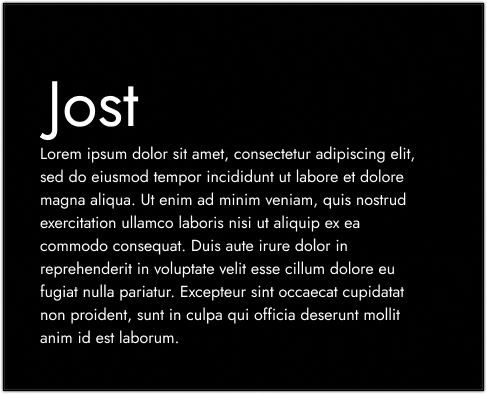 Jost
Lorem ipsum dolor sit amet, consectetur adipiscing elit,
sed do eiusmod tempor incididunt ut labore et dolore
magna aliqua. Ut enim ad minim veniam, quis nostrud
exercitation ullamco laboris nisi ut aliquip ex ea
commodo consequat. Duis aute irure dolor in
reprehenderit in voluptate velit esse cillum dolore eu
fugiat nulla pariatur. Excepteur sint occaecat cupidatat
non proident, sunt in culpa qui officia deserunt mollit
anim id est laborum.